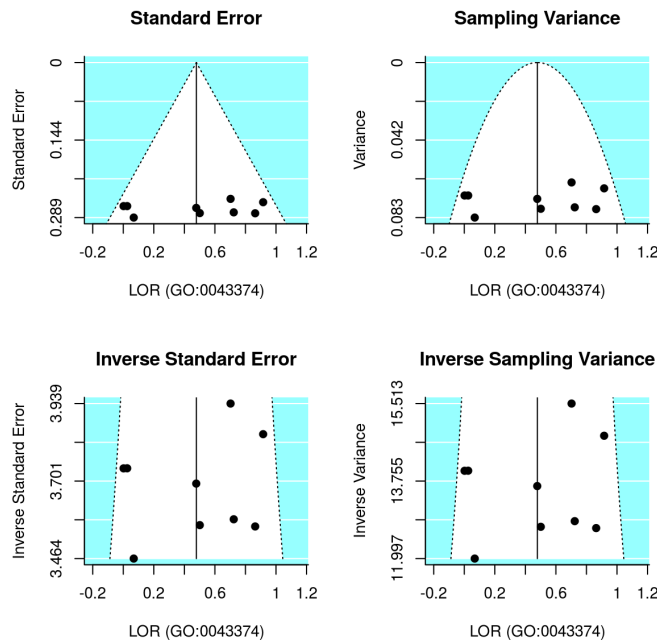 Standard Error
Standard Error
0
0.144
0.289
-0.2 0.2 0.6 1 1.2
LOR (GO:0043374)
Sampling Variance
Variance
0
0.042
0.083
-0.2 0.2 0.6 1 1.2
LOR (GO:0043374)
Inverse Standard Error
Inverse Standard Error
3.939
3.701
3.464
-0.2 0.2 0.6 1 1.2
LOR (GO:0043374)
Inverse Sampling Variance
Inverse Variance
15.513
13.755
11.997
-0.2 0.2 0.6 1 1.2
LOR (GO:0043374)